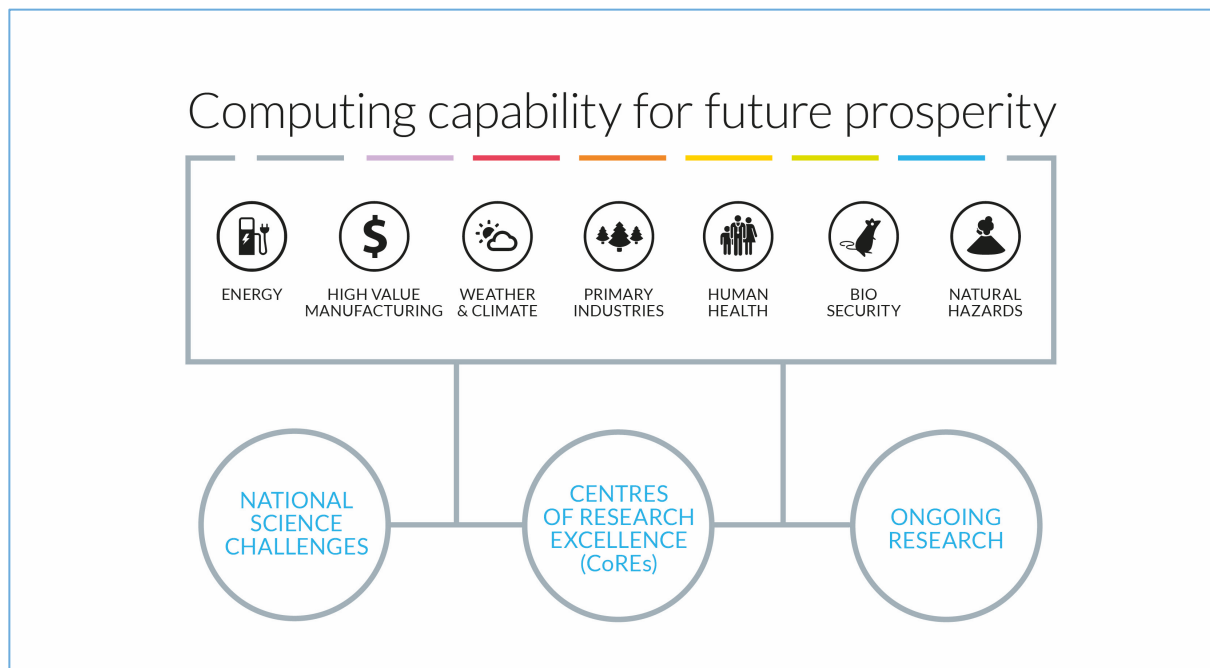 Computing capability for future prosperity
ENERGY
HIGH VALUE
MANUFACTURING
WEATHER
& CLIMATE
PRIMARY
INDUSTRIES
HUMAN
HEALTH
BIO
SECURITY
NATURAL
HAZARDS
NATIONAL
SCIENCE
CHALLENGES
CENTRES
OF RESEARCH
EXCELLENCE
(CoREs)
ONGOING
RESEARCH